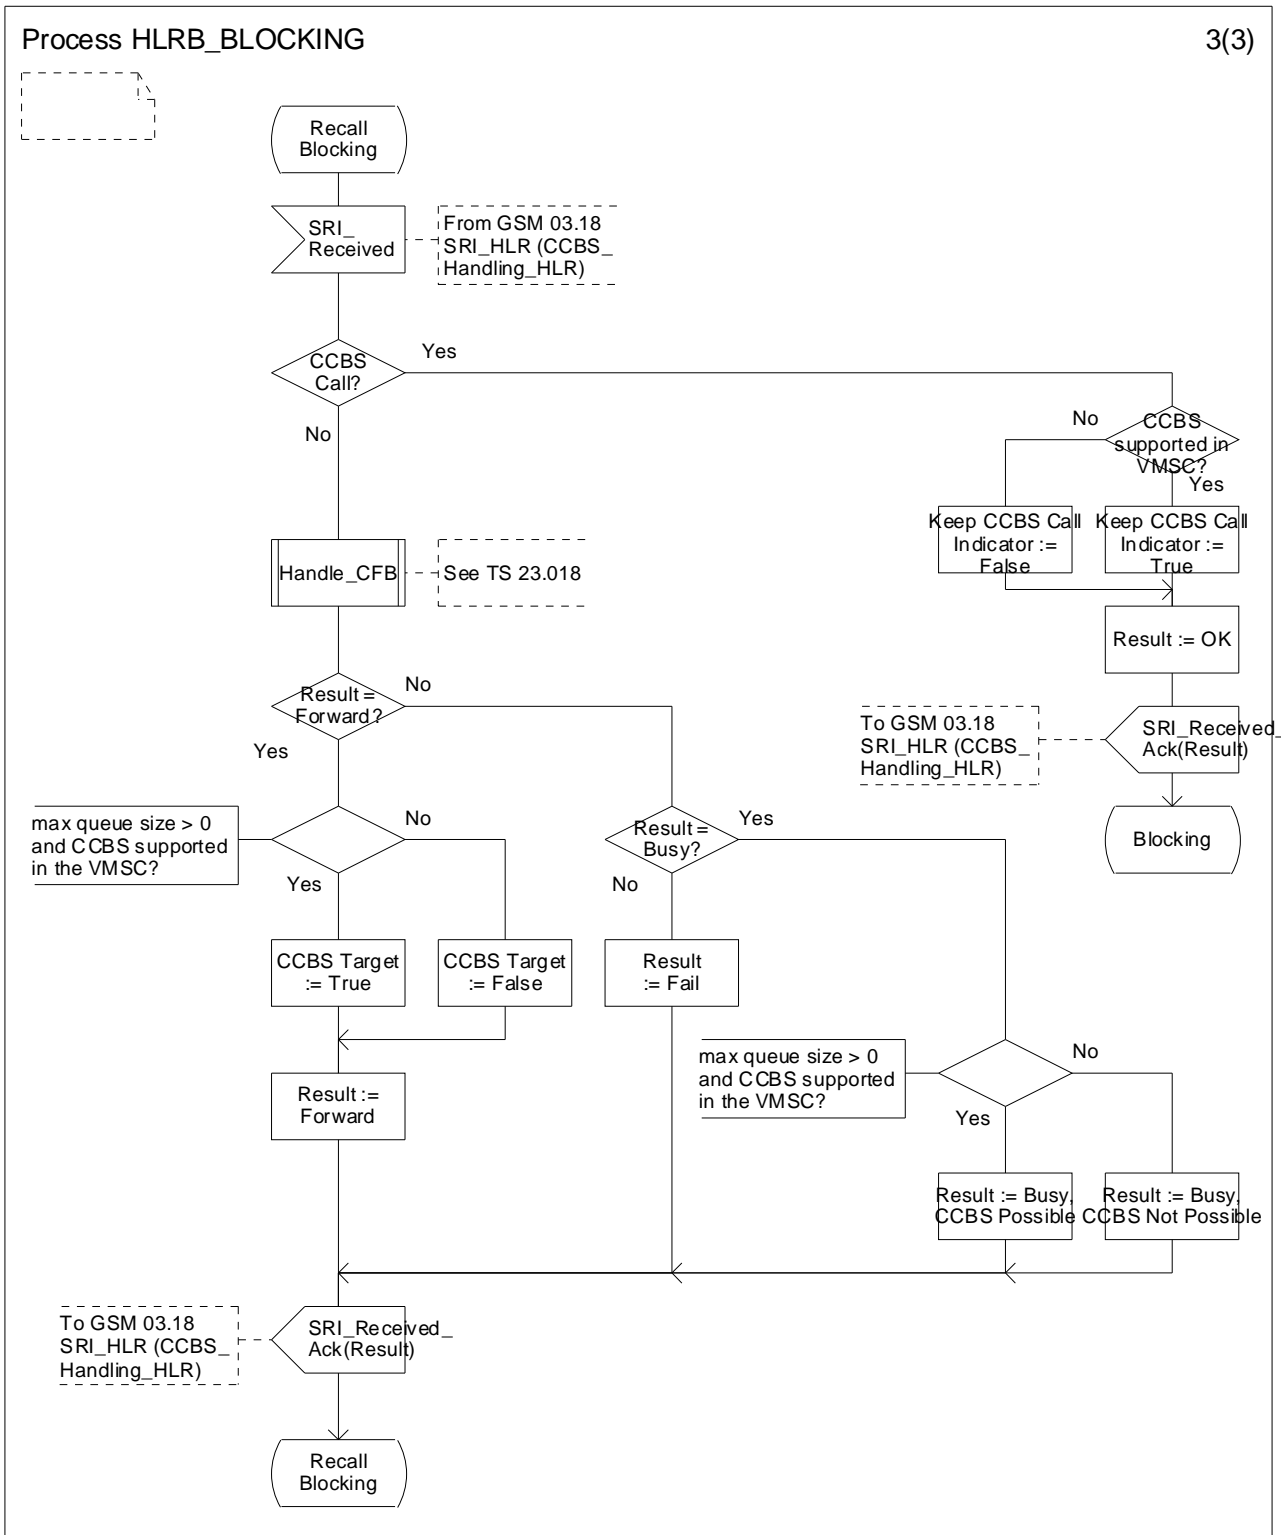 Process HLRB_BLOCKING
3(3)
Recall
Blocking
SRI_
Received
From GSM 03.18
SRI_HLR (CCBS_
Handling_HLR)
CCBS
Call?
Yes
No
CCBS
supported in
VMSC?
No
Yes
Keep CCBS Call
Indicator :=
False
Keep CCBS Call
Indicator :=
True
Handle_CFB
See TS 23.018
Result := OK
Result =
Forward?
No
Yes
To GSM 03.18
SRI_HLR (CCBS_
Handling_HLR)
SRI_Received_
Ack(Result)
max queue size > 0
and CCBS supported
in the VMSC?
No
Yes
Result =
Busy?
Yes
No
Blocking
CCBS Target
:= True
CCBS Target
:= False
Result
:= Fail
max queue size > 0
and CCBS supported
in the VMSC?
No
Yes
Result :=
Forward
Result := Busy,
CCBS Possible
Result := Busy,
CCBS Not Possible
To GSM 03.18
SRI_HLR (CCBS_
Handling_HLR)
SRI_Received_
Ack(Result)
Recall
Blocking